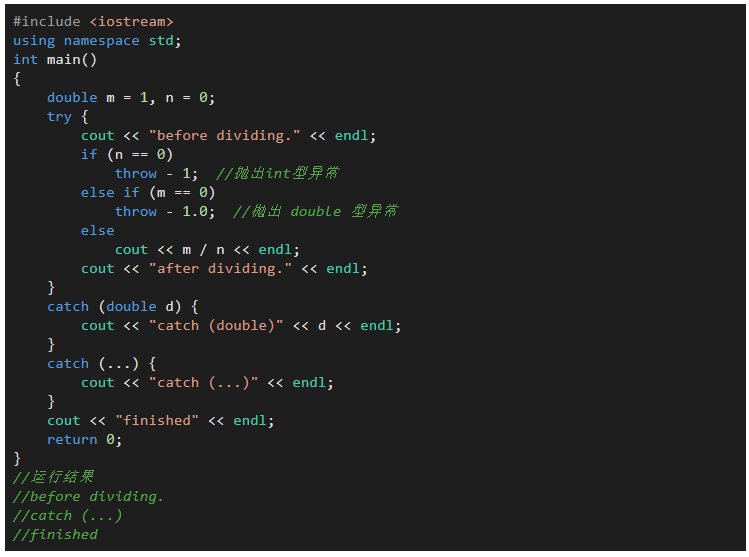 #include <iostream>
using namespace std;
int main()
{
    double m = 1, n = 0;
    try {
        cout << "before dividing." << endl;
        if (n == 0)
            throw - 1;  //抛出int型异常
        else if (m == 0)
            throw - 1.0;  //抛出 double 型异常
        else
            cout << m / n << endl;
        cout << "after dividing." << endl;
    }
    catch (double d) {
        cout << "catch (double)" << d << endl;
    }
    catch (...) {
        cout << "catch (...)" << endl;
    }
    cout << "finished" << endl;
    return 0;
}
//运行结果
//before dividing.
//catch (...)
//finished